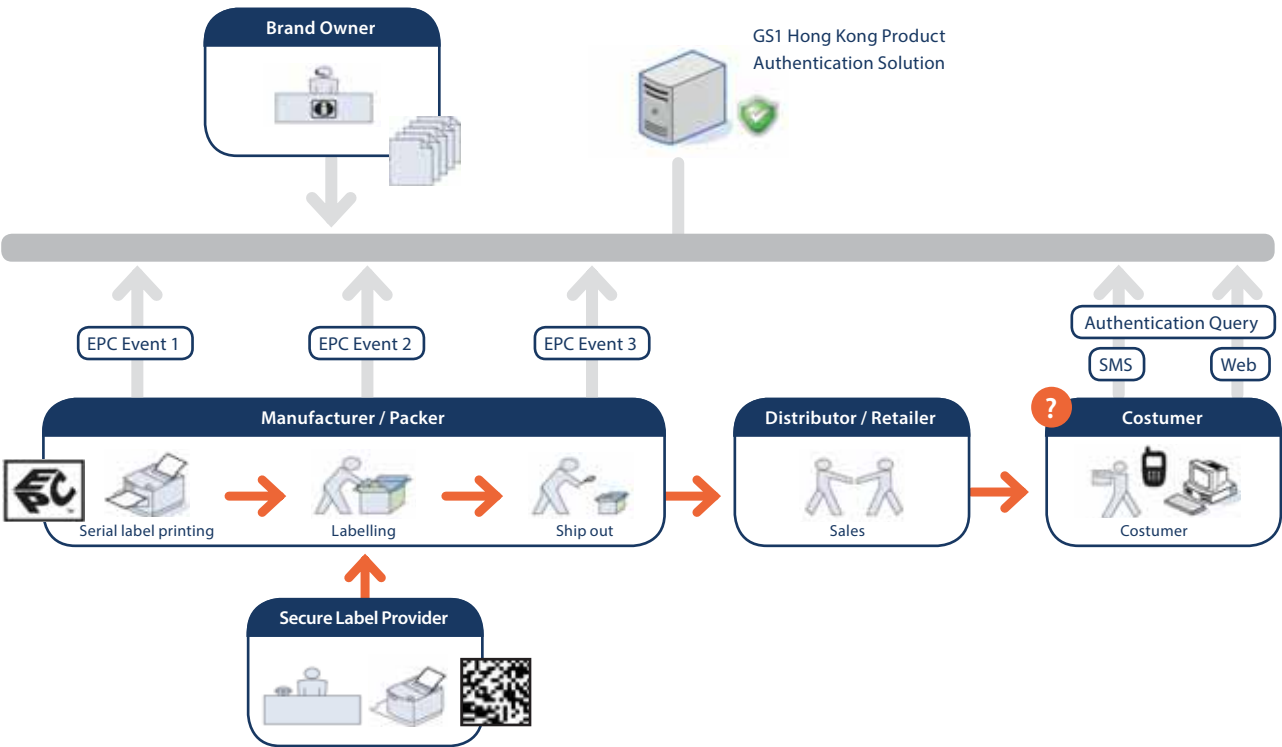 Brand Owner
GS1 Hong Kong Product
Authentication Solution
EPC Event 1
EPC Event 2
EPC Event 3
Authentication Query
SMS
Web
Manufacturer / Packer
Distributor / Retailer
?
Costumer
EPC
Serial label printing
Labelling
Ship out
Sales
Costumer
Secure Label Provider